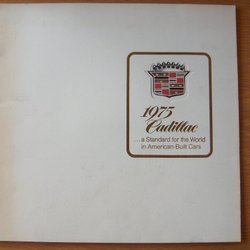 1975
Cadillac
...a Standard for the World
in American-Built Cars